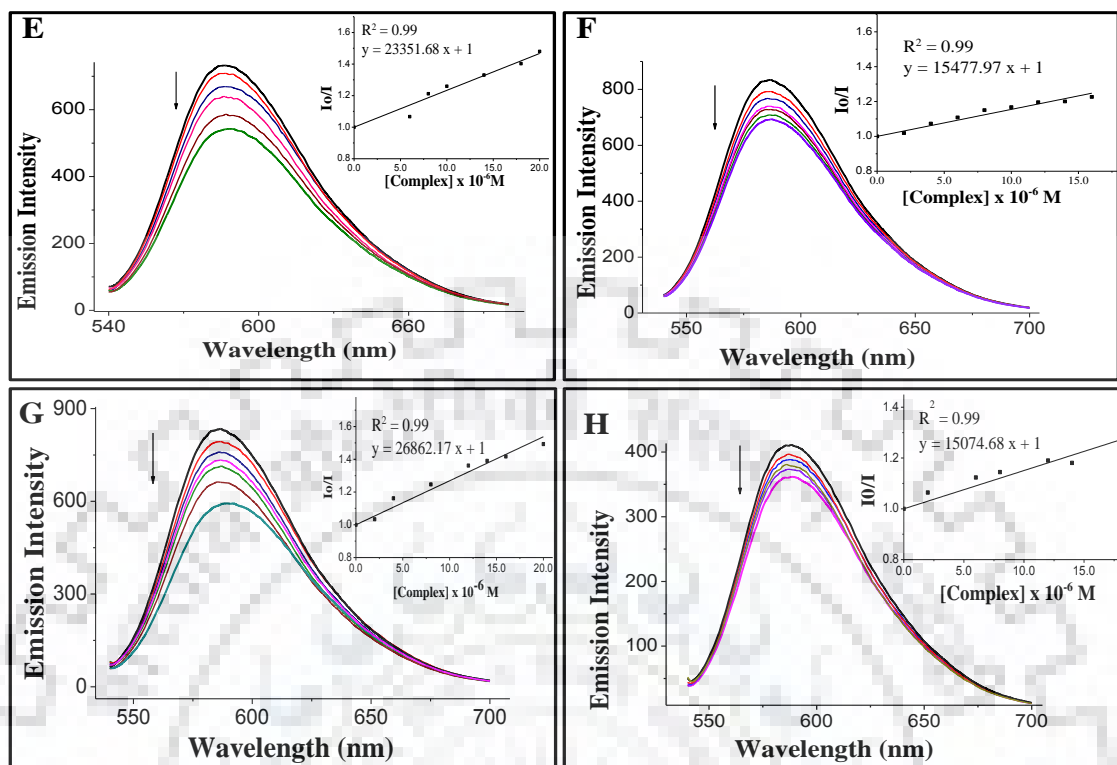 E
R² = 0.99
y = 23351.68 x + 1
Io/I
1.6
1.4
1.2
1.0
0.8
0.0
5.0
10.0
15.0
20.0
[Complex] x 10⁻⁶M
Emission Intensity
600
400
200
0
540
600
660
Wavelength (nm)
F
R² = 0.99
y = 15477.97 x + 1
Io/I
1.6
1.4
1.2
1.0
0.8
0.0
5.0
10.0
15.0
[Complex] x 10⁻⁶ M
Emission Intensity
800
600
400
200
0
550
600
650
700
Wavelength (nm)
G
R² = 0.99
y = 26862.17 x + 1
Io/I
1.6
1.4
1.2
1.0
0.8
0.0
5.0
10.0
15.0
20.0
[Complex] x 10⁻⁶ M
Emission Intensity
900
600
300
0
550
600
650
700
Wavelength (nm)
H
R² = 0.99
y = 15074.68 x + 1
I0/I
1.4
1.2
1.0
0.8
0.0
5.0
10.0
15.0
[Complex] x 10⁻⁶ M
Emission Intensity
400
300
200
100
550
600
650
700
Wavelength (nm)